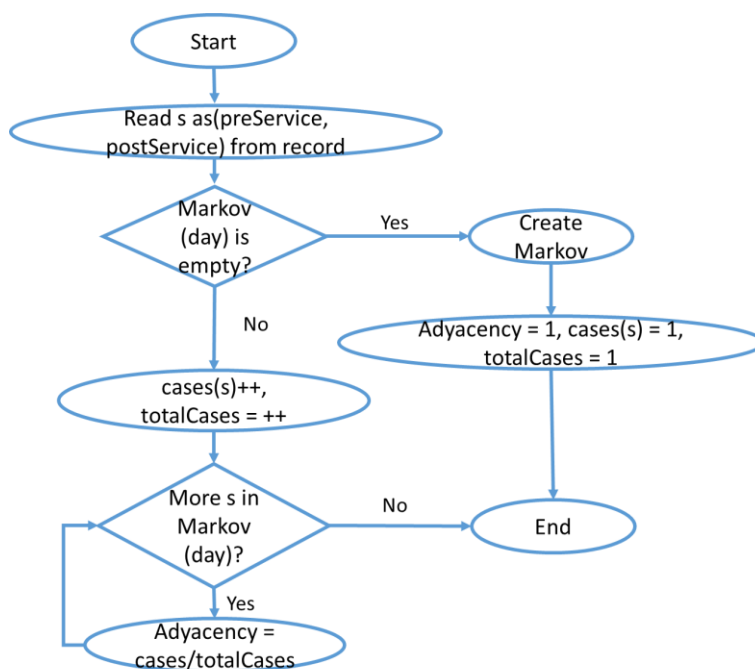 Start
Read s as(preService,
postService) from record
Markov
(day) is
empty?
Yes
Create
Markov
No
Adyacency = 1, cases(s) = 1,
totalCases = 1
cases(s)++,
totalCases = ++
More s in
Markov
(day)?
No
End
Yes
Adyacency =
cases/totalCases